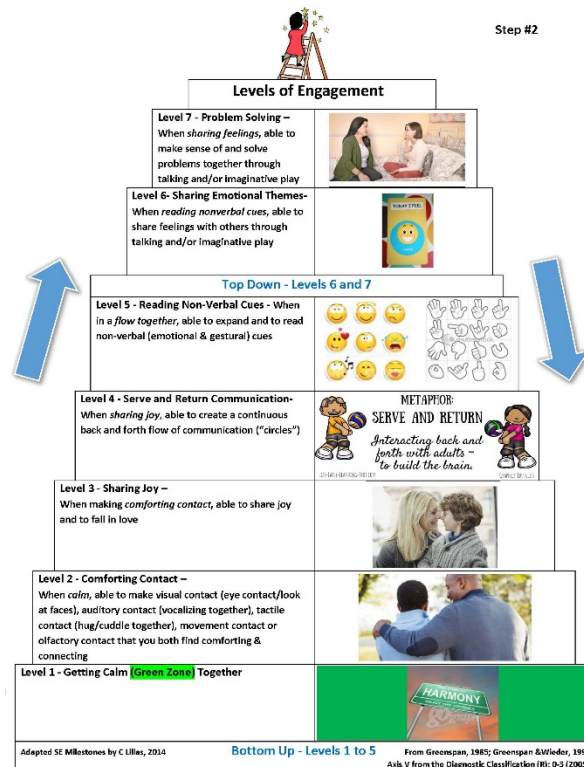 Step #2
Levels of Engagement
Level 7 - Problem Solving –
When sharing feelings, able to
make sense of and solve
problems together through
talking and/or imaginative play
Level 6- Sharing Emotional Themes-
When reading nonverbal cues, able to
share feelings with others through
talking and/or imaginative play
TODAY I FEEL
Top Down - Levels 6 and 7
Level 5 - Reading Non-Verbal Cues - When
in a flow together, able to expand and to read
non-verbal (emotional & gestural) cues
Level 4 - Serve and Return Communication-
When sharing joy, able to create a continuous
back and forth flow of communication ("circles")
METAPHOR:
SERVE AND RETURN
Interacting back and
forth with adults ~
to build the brain.
Level 3 - Sharing Joy –
When making comforting contact, able to share joy
and to fall in love
Level 2 - Comforting Contact –
When calm, able to make visual contact (eye contact/look
at faces), auditory contact (vocalizing together), tactile
contact (hug/cuddle together), movement contact or
olfactory contact that you both find comforting &
connecting
Level 1 - Getting Calm (Green Zone) Together
HARMONY
Adapted SE Milestones by C Lillas, 2014
Bottom Up - Levels 1 to 5
From Greenspan, 1985; Greenspan &Wieder, 199
Axis V from the Diagnostic Classification (R): 0-3 (200